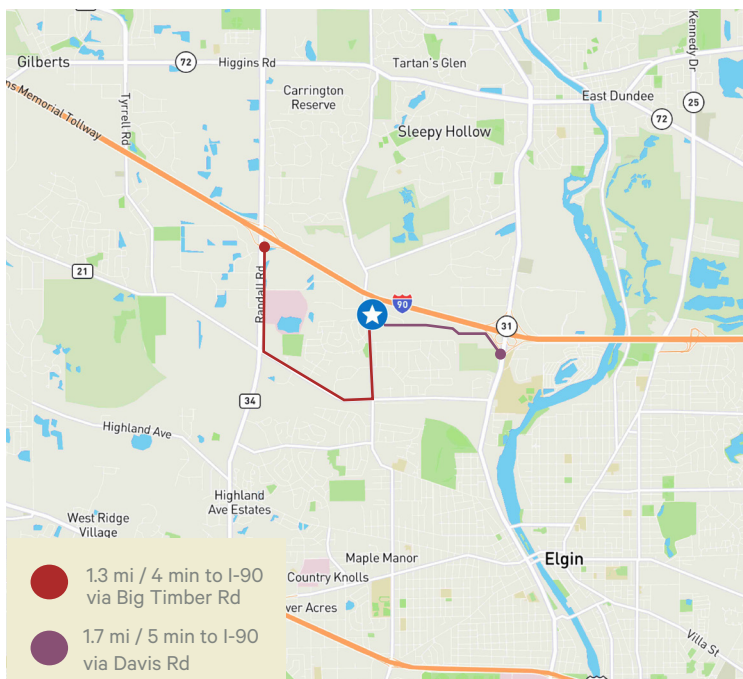 Gilberts
72
Higgins Rd
Tartan's Glen
Kennedy Dr
Carrington
Reserve
East Dundee
25
ns Memorial Tollway
Tyrrell Rd
72
Sleepy Hollow
21
Randall Rd
90
31
34
Highland Ave
Highland
Ave Estates
West Ridge
Village
Maple Manor
Elgin
Country Knolls
ver Acres
Villa St
1.3 mi / 4 min to I-90
via Big Timber Rd
1.7 mi / 5 min to I-90
via Davis Rd